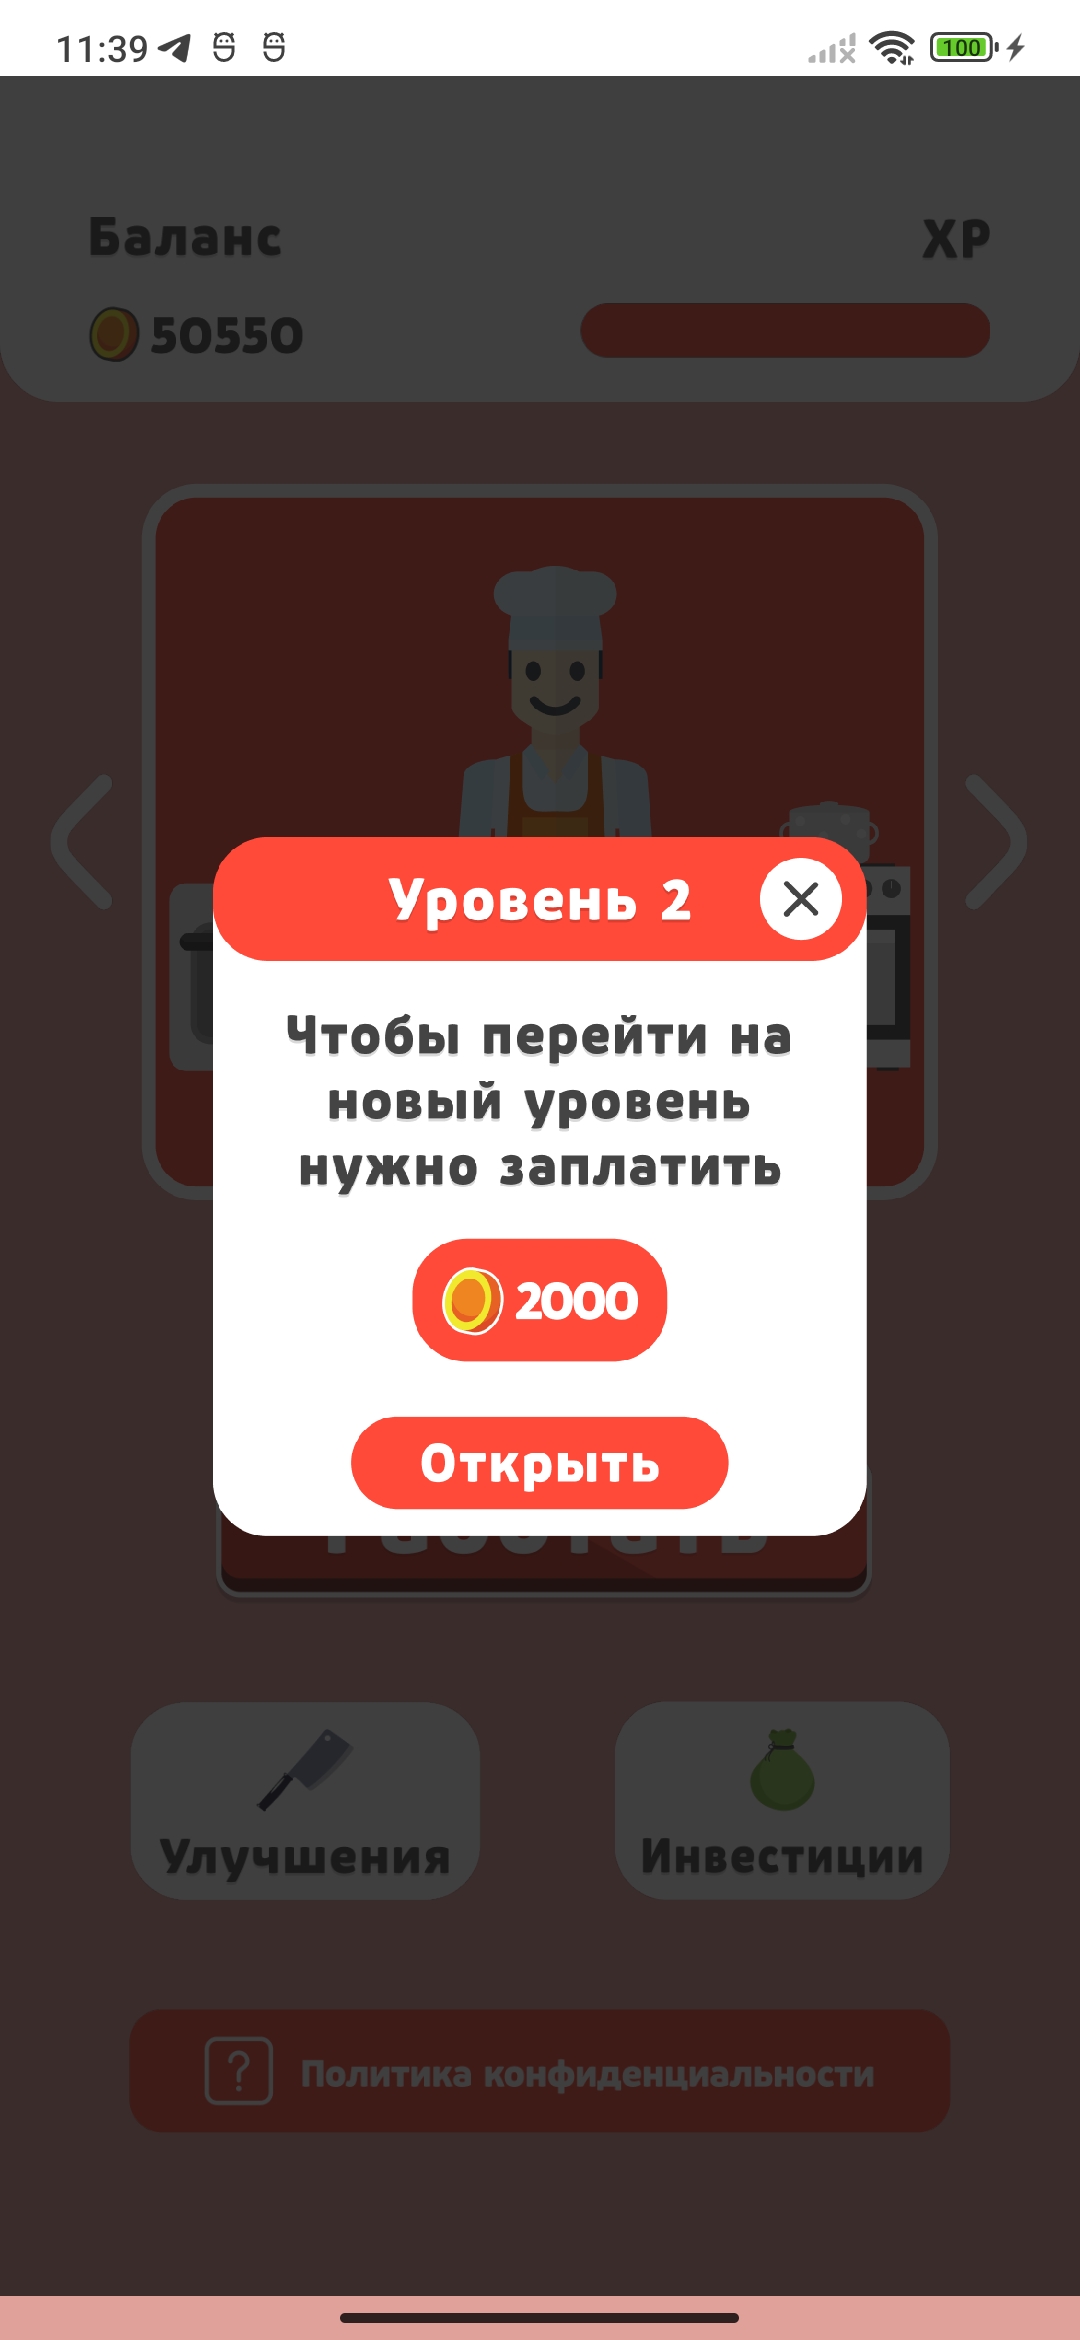 11:39
100
Баланс
XP
50550
Уровень 2
Чтобы перейти на
новый уровень
нужно заплатить
2000
Открыть
Улучшения
Инвестиции
?
Политика конфиденциальности